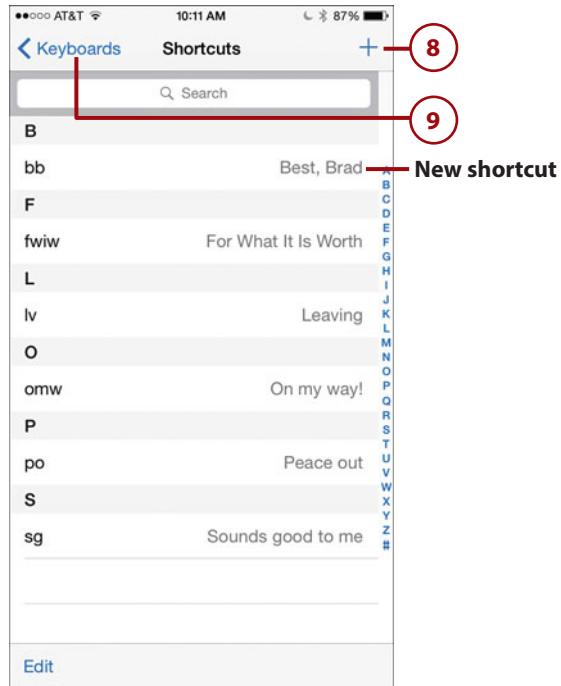 AT&T 10:11 AM 87%
Keyboards Shortcuts + 8
Search
9
B
bb Best, Brad New shortcut
F
fwiw For What It Is Worth
L
lv Leaving
O
omw On my way!
P
po Peace out
S
sg Sounds good to me
A
B
C
D
E
F
G
H
I
J
K
L
M
N
O
P
Q
R
S
T
U
V
W
X
Y
Z
#
Edit